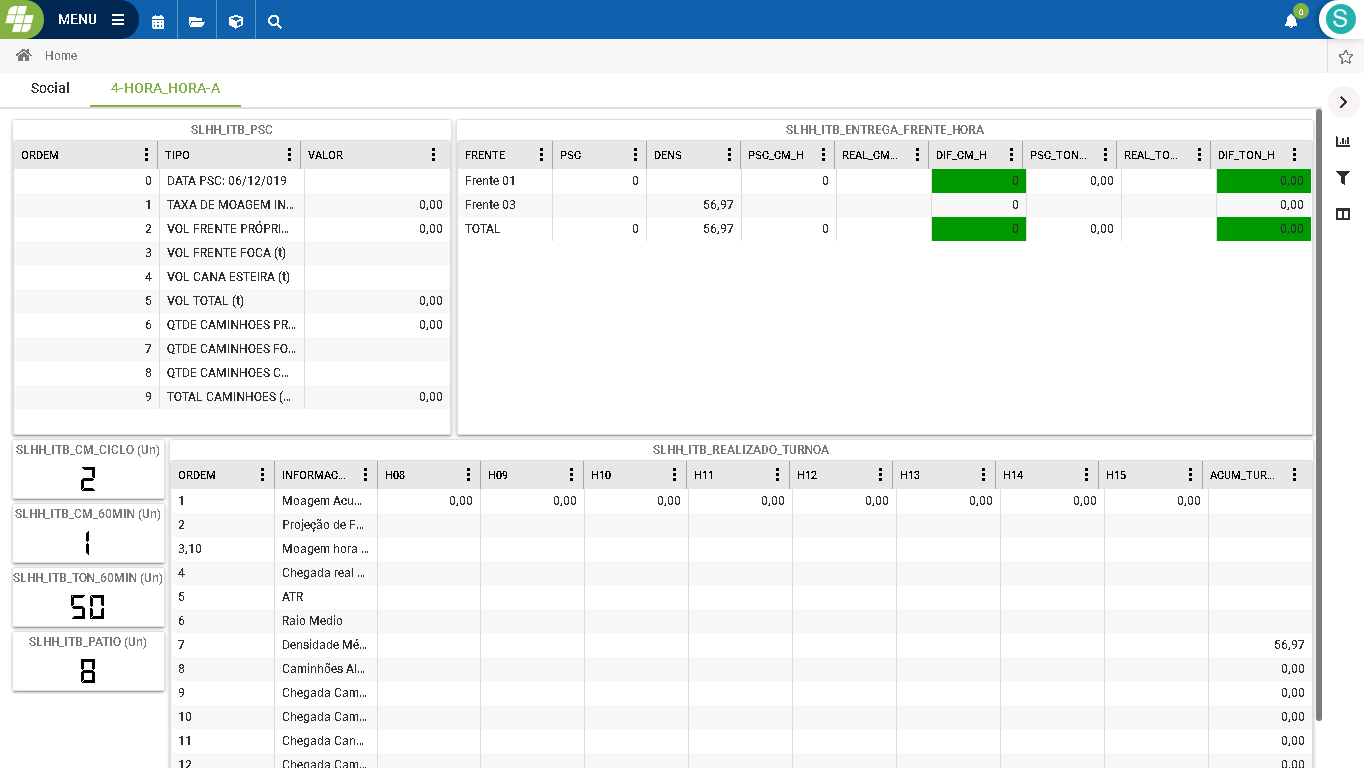 MENU
0
S
Home
Social 4-HORA_HORA-A
SLHH_ITB_PSC
ORDEM TIPO VALOR
0 DATA PSC: 06/12/019
1 TAXA DE MOAGEM IN... 0,00
2 VOL FRENTE PRÓPRI... 0,00
3 VOL FRENTE FOCA (t)
4 VOL CANA ESTEIRA (t)
5 VOL TOTAL (t) 0,00
6 QTDE CAMINHOES PR... 0,00
7 QTDE CAMINHOES FO...
8 QTDE CAMINHOES C...
9 TOTAL CAMINHOES (... 0,00
SLHH_ITB_ENTREGA_FRENTE_HORA
FRENTE PSC DENS PSC_CM_H REAL_CM... DIF_CM_H PSC_TON... REAL_TO... DIF_TON_H
Frente 01 0 0 0 0,00 0,00
Frente 03 56,97 0 0,00
TOTAL 0 56,97 0 0 0,00 0,00
SLHH_ITB_CM_CICLO (Un)
2
SLHH_ITB_CM_60MIN (Un)
1
SLHH_ITB_TON_60MIN (Un)
50
SLHH_ITB_PATIO (Un)
8
SLHH_ITB_REALIZADO_TURNOA
ORDEM INFORMAC... H08 H09 H10 H11 H12 H13 H14 H15 ACUM_TUR...
1 Moagem Acu... 0,00 0,00 0,00 0,00 0,00 0,00 0,00 0,00
2 Projeção de F...
3,10 Moagem hora ...
4 Chegada real ...
5 ATR
6 Raio Medio
7 Densidade Mé... 56,97
8 Caminhões Al... 0,00
9 Chegada Cam... 0,00
10 Chegada Cam... 0,00
11 Chegada Can... 0,00
12 Chegada Cam... 0,00